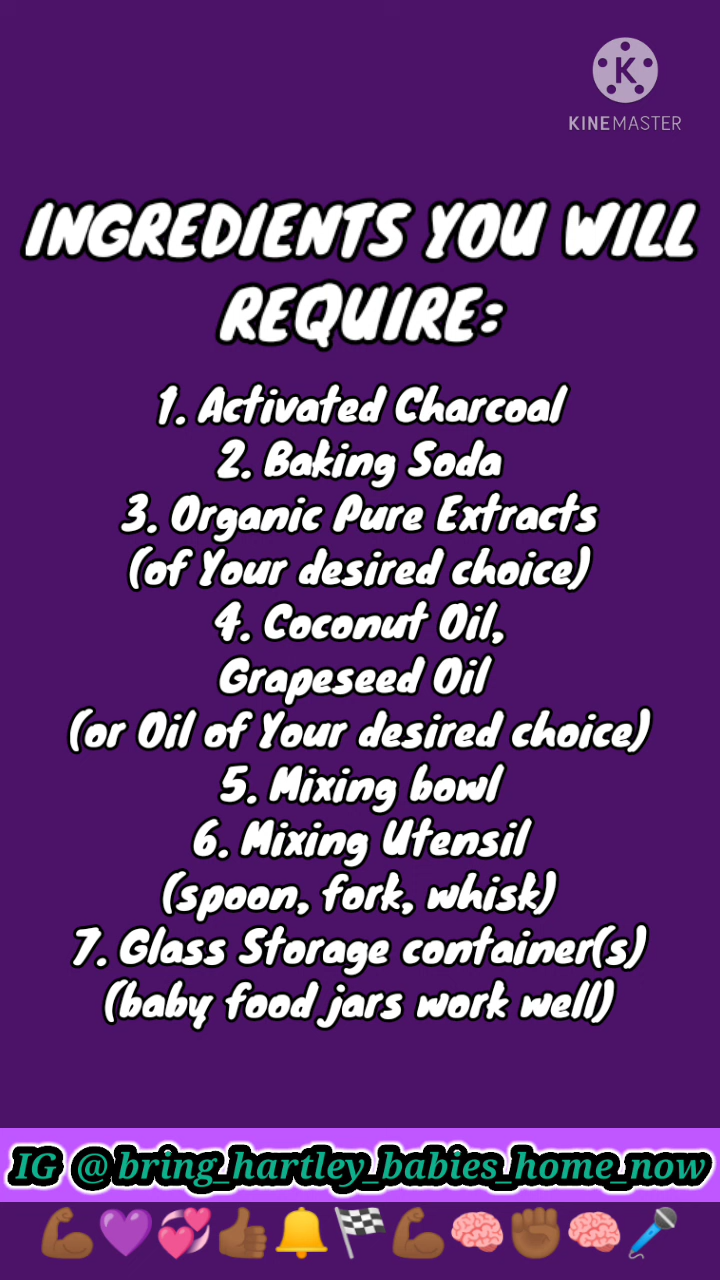 KINEMASTER
INGREDIENTS YOU WILL
REQUIRE:
1. Activated Charcoal
2. Baking Soda
3. Organic Pure Extracts
(of Your desired choice)
4. Coconut Oil,
Grapeseed Oil
(or Oil of Your desired choice)
5. Mixing bowl
6. Mixing Utensil
(spoon, fork, whisk)
7. Glass Storage container(s)
(baby food jars work well)
IG @bring_hartley_babies_home_now